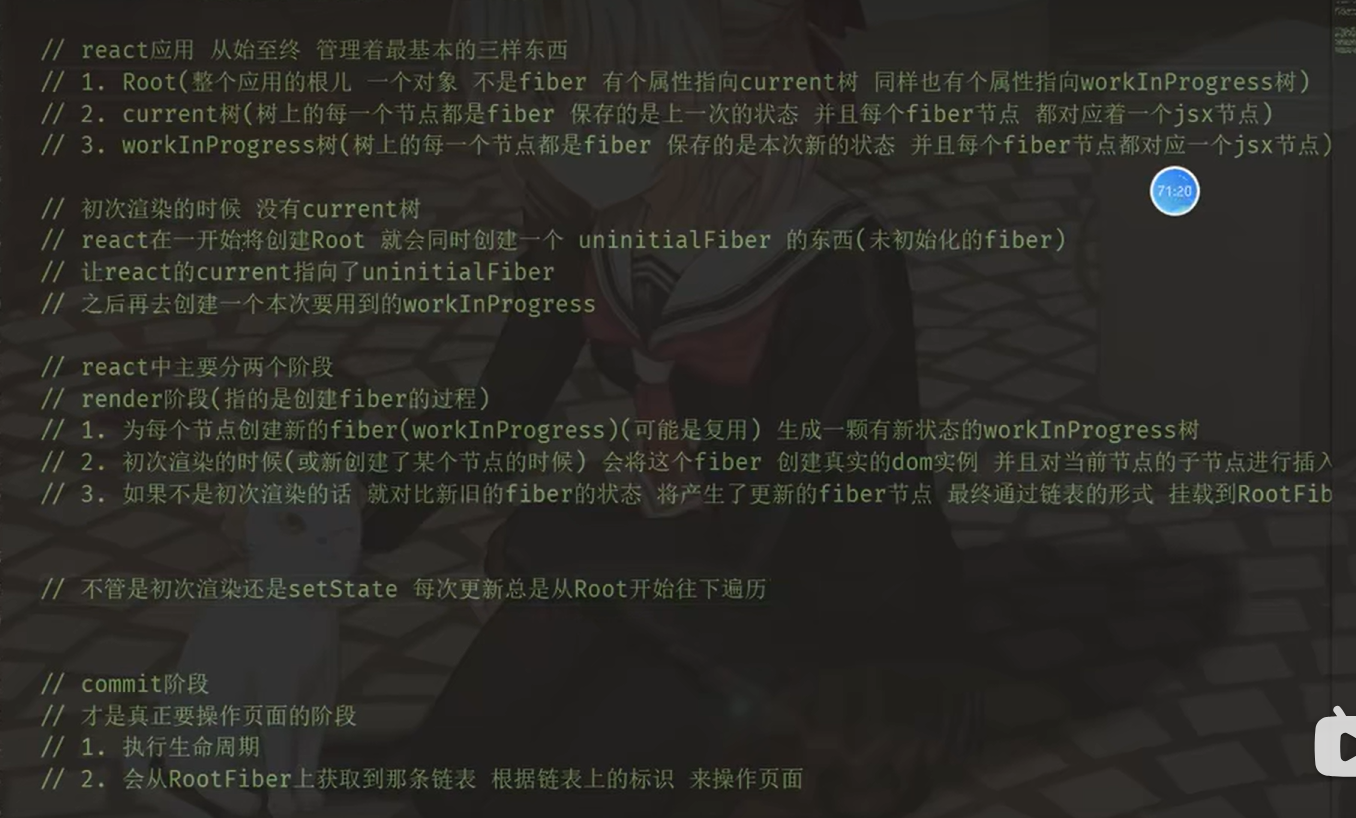 // react应用 从始至终 管理着最基本的三样东西
// 1. Root(整个应用的根儿 一个对象 不是fiber 有个属性指向current树 同样也有个属性指向workInProgress树)
// 2. current树(树上的每一个节点都是fiber 保存的是上一次的状态 并且每个fiber节点 都对应着一个jsx节点)
// 3. workInProgress树(树上的每一个节点都是fiber 保存的是本次新的状态 并且每个fiber节点都对应一个jsx节点)
71:20
// 初次渲染的时候 没有current树
// react在一开始将创建Root 就会同时创建一个 uninitialFiber 的东西(未初始化的fiber)
// 让react的current指向了uninitialFiber
// 之后再去创建一个本次要用到的workInProgress
// react中主要分两个阶段
// render阶段(指的是创建fiber的过程)
// 1. 为每个节点创建新的fiber(workInProgress)(可能是复用) 生成一颗有新状态的workInProgress树
// 2. 初次渲染的时候(或新创建了某个节点的时候) 会将这个fiber 创建真实的dom实例 并且对当前节点的子节点进行插入
// 3. 如果不是初次渲染的话 就对比新旧的fiber的状态 将产生了更新的fiber节点 最终通过链表的形式 挂载到RootFib
// 不管是初次渲染还是setState 每次更新总是从Root开始往下遍历
// commit阶段
// 才是真正要操作页面的阶段
// 1. 执行生命周期
// 2. 会从RootFiber上获取到那条链表 根据链表上的标识 来操作页面